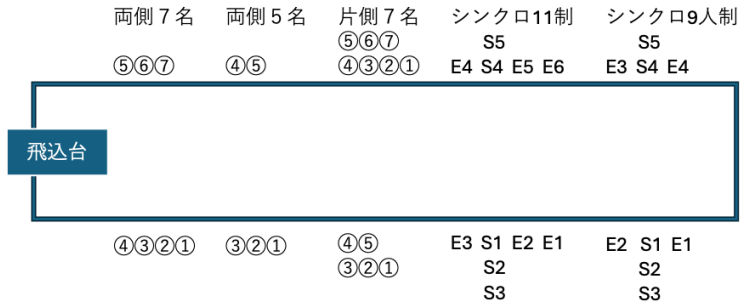 両側７名　両側５名　片側７名　シンクロ11制　シンクロ9人制
⑤⑥⑦　S5　S5
⑤⑥⑦　④⑤　④③②①　E4 S4 E5 E6　E3 S4 E4
飛込台
④③②①　③②①　④⑤　E3 S1 E2 E1　E2 S1 E1
③②①　S2　S2
S3　S3